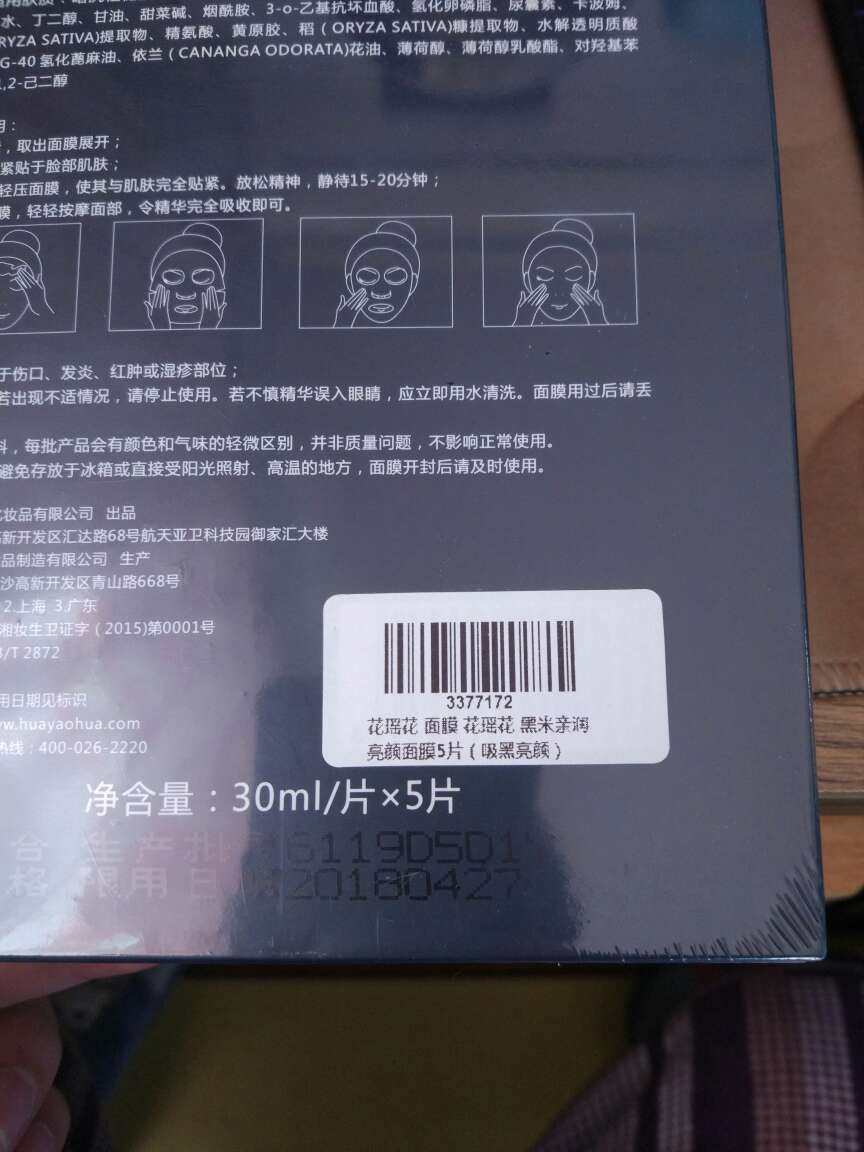 水、丁二醇、甘油、甜菜碱、烟酰胺、3-o-乙基抗坏血酸、氢化卵磷脂、尿囊素、卡波姆、
RYZA SATIVA)提取物、精氨酸、黄原胶、稻(ORYZA SATIVA)糠提取物、水解透明质酸
G-40 氢化蓖麻油、依兰(CANANGA ODORATA)花油、薄荷醇、薄荷醇乳酸酯、对羟基苯
1,2-己二醇
用：
，取出面膜展开；
紧贴于脸部肌肤；
轻压面膜，使其与肌肤完全贴紧。放松精神，静待15-20分钟；
膜，轻轻按摩面部，令精华完全吸收即可。
于伤口、发炎、红肿或湿疹部位；
若出现不适情况，请停止使用。若不慎精华误入眼睛，应立即用水清洗。面膜用过后请丢
料，每批产品会有颜色和气味的轻微区别，并非质量问题，不影响正常使用。
避免存放于冰箱或直接受阳光照射、高温的地方，面膜开封后请及时使用。
化妆品有限公司 出品
高新开发区汇达路68号航天亚卫科技园御家汇大楼
品制造有限公司 生产
沙高新开发区青山路668号
2.上海 3.广东
湘妆生卫证字(2015)第0001号
/T 2872
用日期见标识
www.huayaohua.com
热线：400-026-2220
3377172
花瑶花 面膜 花瑶花 黑米亲润
亮颜面膜5片(吸黑亮颜)
净含量：30ml/片×5片
合 生产批 16119D5D1
格 限用日 20180427